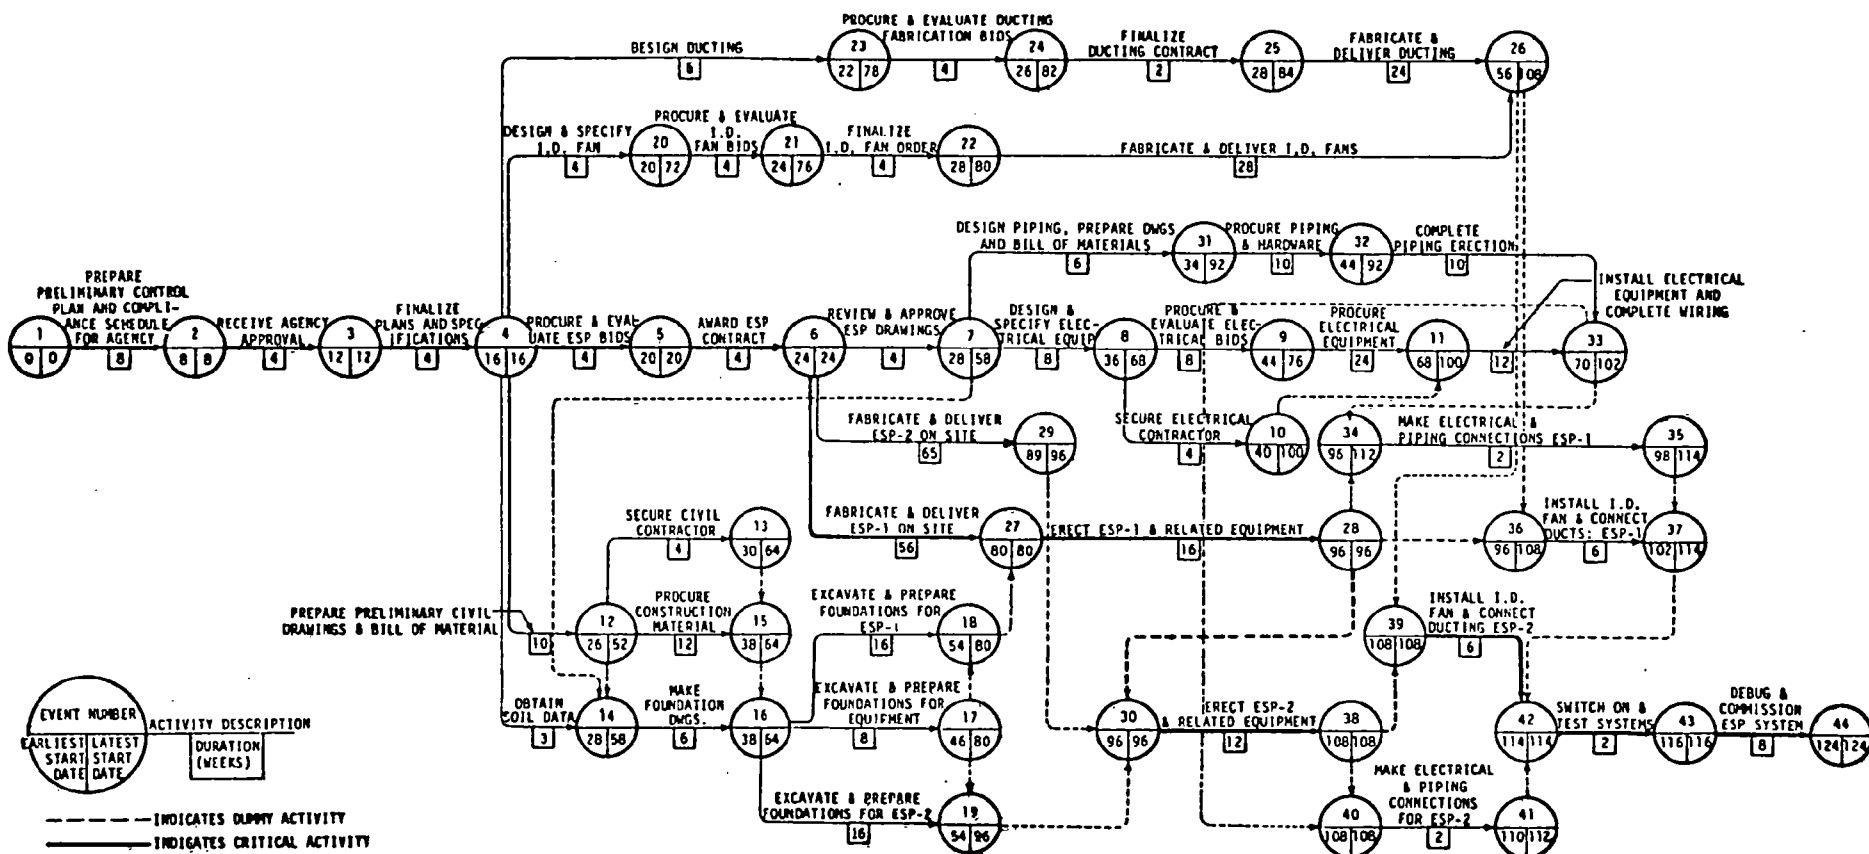 PROCURE & EVALUATE DUCTING
FABRICATION BIDS
DESIGN DUCTING
6
23
22 78
4
24
26 82
FINALIZE
DUCTING CONTRACT
2
25
28 84
FABRICATE &
DELIVER DUCTING
24
26
56 108
DESIGN & SPECIFY
I.D. FAN
4
20
20 72
PROCURE & EVALUATE
I.D.
FAN BIDS
4
21
24 76
FINALIZE
I.D. FAN ORDER
4
22
28 80
FABRICATE & DELIVER I.D. FANS
28
DESIGN PIPING, PREPARE DWGS
AND BILL OF MATERIALS
6
31
34 92
PROCURE PIPING
& HARDWARE
10
32
44 92
COMPLETE
PIPING ERECTION
10
INSTALL ELECTRICAL
EQUIPMENT AND
COMPLETE WIRING
1
0 0
PREPARE
PRELIMINARY CONTROL
PLAN AND COMPLI-
ANCE SCHEDULE
FOR AGENCY
8
2
8 8
RECEIVE AGENCY
APPROVAL
4
3
12 12
FINALIZE
PLANS AND SPEC-
IFICATIONS
4
4
16 16
PROCURE & EVAL-
UATE ESP BIDS
4
5
20 20
AWARD ESP
CONTRACT
4
6
24 24
REVIEW & APPROVE
ESP DRAWINGS
4
7
28 58
DESIGN &
SPECIFY ELEC-
TRICAL EQUIP
8
8
36 68
PROCURE &
EVALUATE ELEC-
TRICAL BIDS
8
9
44 76
PROCURE
ELECTRICAL
EQUIPMENT
24
11
68 100
12
33
70 102
FABRICATE & DELIVER
ESP-2 ON SITE
65
29
89 96
SECURE ELECTRICAL
CONTRACTOR
4
10
40 100
34
96 112
MAKE ELECTRICAL &
PIPING CONNECTIONS ESP-1
2
35
98 114
SECURE CIVIL
CONTRACTOR
4
13
30 64
FABRICATE & DELIVER
ESP-1 ON SITE
56
27
80 80
ERECT ESP-1 & RELATED EQUIPMENT
16
28
96 96
36
96 108
INSTALL I.D.
FAN & CONNECT
DUCTS: ESP-1
6
37
102 114
PREPARE PRELIMINARY CIVIL
DRAWINGS & BILL OF MATERIAL
10
12
26 52
PROCURE
CONSTRUCTION
MATERIAL
12
15
38 64
EXCAVATE & PREPARE
FOUNDATIONS FOR
ESP-1
16
18
54 80
39
108 108
INSTALL I.D.
FAN & CONNECT
DUCTING ESP-2
6
OBTAIN
SOIL DATA
3
14
28 58
MAKE
FOUNDATION
DWGS.
6
16
38 64
EXCAVATE & PREPARE
FOUNDATIONS FOR
EQUIPMENT
8
17
46 80
30
96 96
ERECT ESP-2
& RELATED EQUIPMENT
12
38
108 108
42
114 114
SWITCH ON &
TEST SYSTEMS
2
43
116 116
DEBUG &
COMMISSION
ESP SYSTEM
8
44
124 124
EXCAVATE & PREPARE
FOUNDATIONS FOR ESP-2
16
19
54 96
40
108 108
MAKE ELECTRICAL
& PIPING
CONNECTIONS
FOR ESP-2
2
41
110 112
EVENT NUMBER
EARLIEST LATEST
START START
DATE DATE
ACTIVITY DESCRIPTION
DURATION
(WEEKS)
INDICATES DUMMY ACTIVITY
INDICATES CRITICAL ACTIVITY